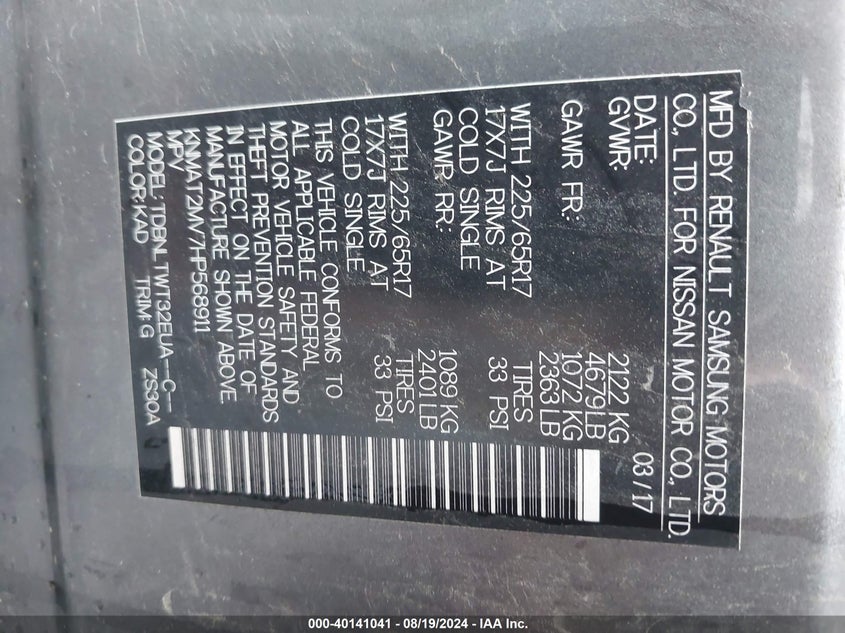 MFD BY RENAULT SAMSUNG MOTORS
CO., LTD. FOR NISSAN MOTOR CO., LTD.
DATE: 03/17
GVWR: 2122 KG
4679 LB
GAWR FR: 1072 KG
2363 LB
WITH 225/65R17 TIRES
17X7J RIMS AT 33 PSI
COLD SINGLE
GAWR RR: 1089 KG
2401 LB
WITH 225/65R17 TIRES
17X7J RIMS AT 33 PSI
COLD SINGLE
THIS VEHICLE CONFORMS TO
ALL APPLICABLE FEDERAL
MOTOR VEHICLE SAFETY AND
THEFT PREVENTION STANDARDS
IN EFFECT ON THE DATE OF
MANUFACTURE SHOWN ABOVE
KNMAT2MV7HP568911
MPV
MODEL: TDBNLTWT32EUA--C--
COLOR: KAD TRIM: G ZS30A
000-40141041 - 08/19/2024 - IAA Inc.